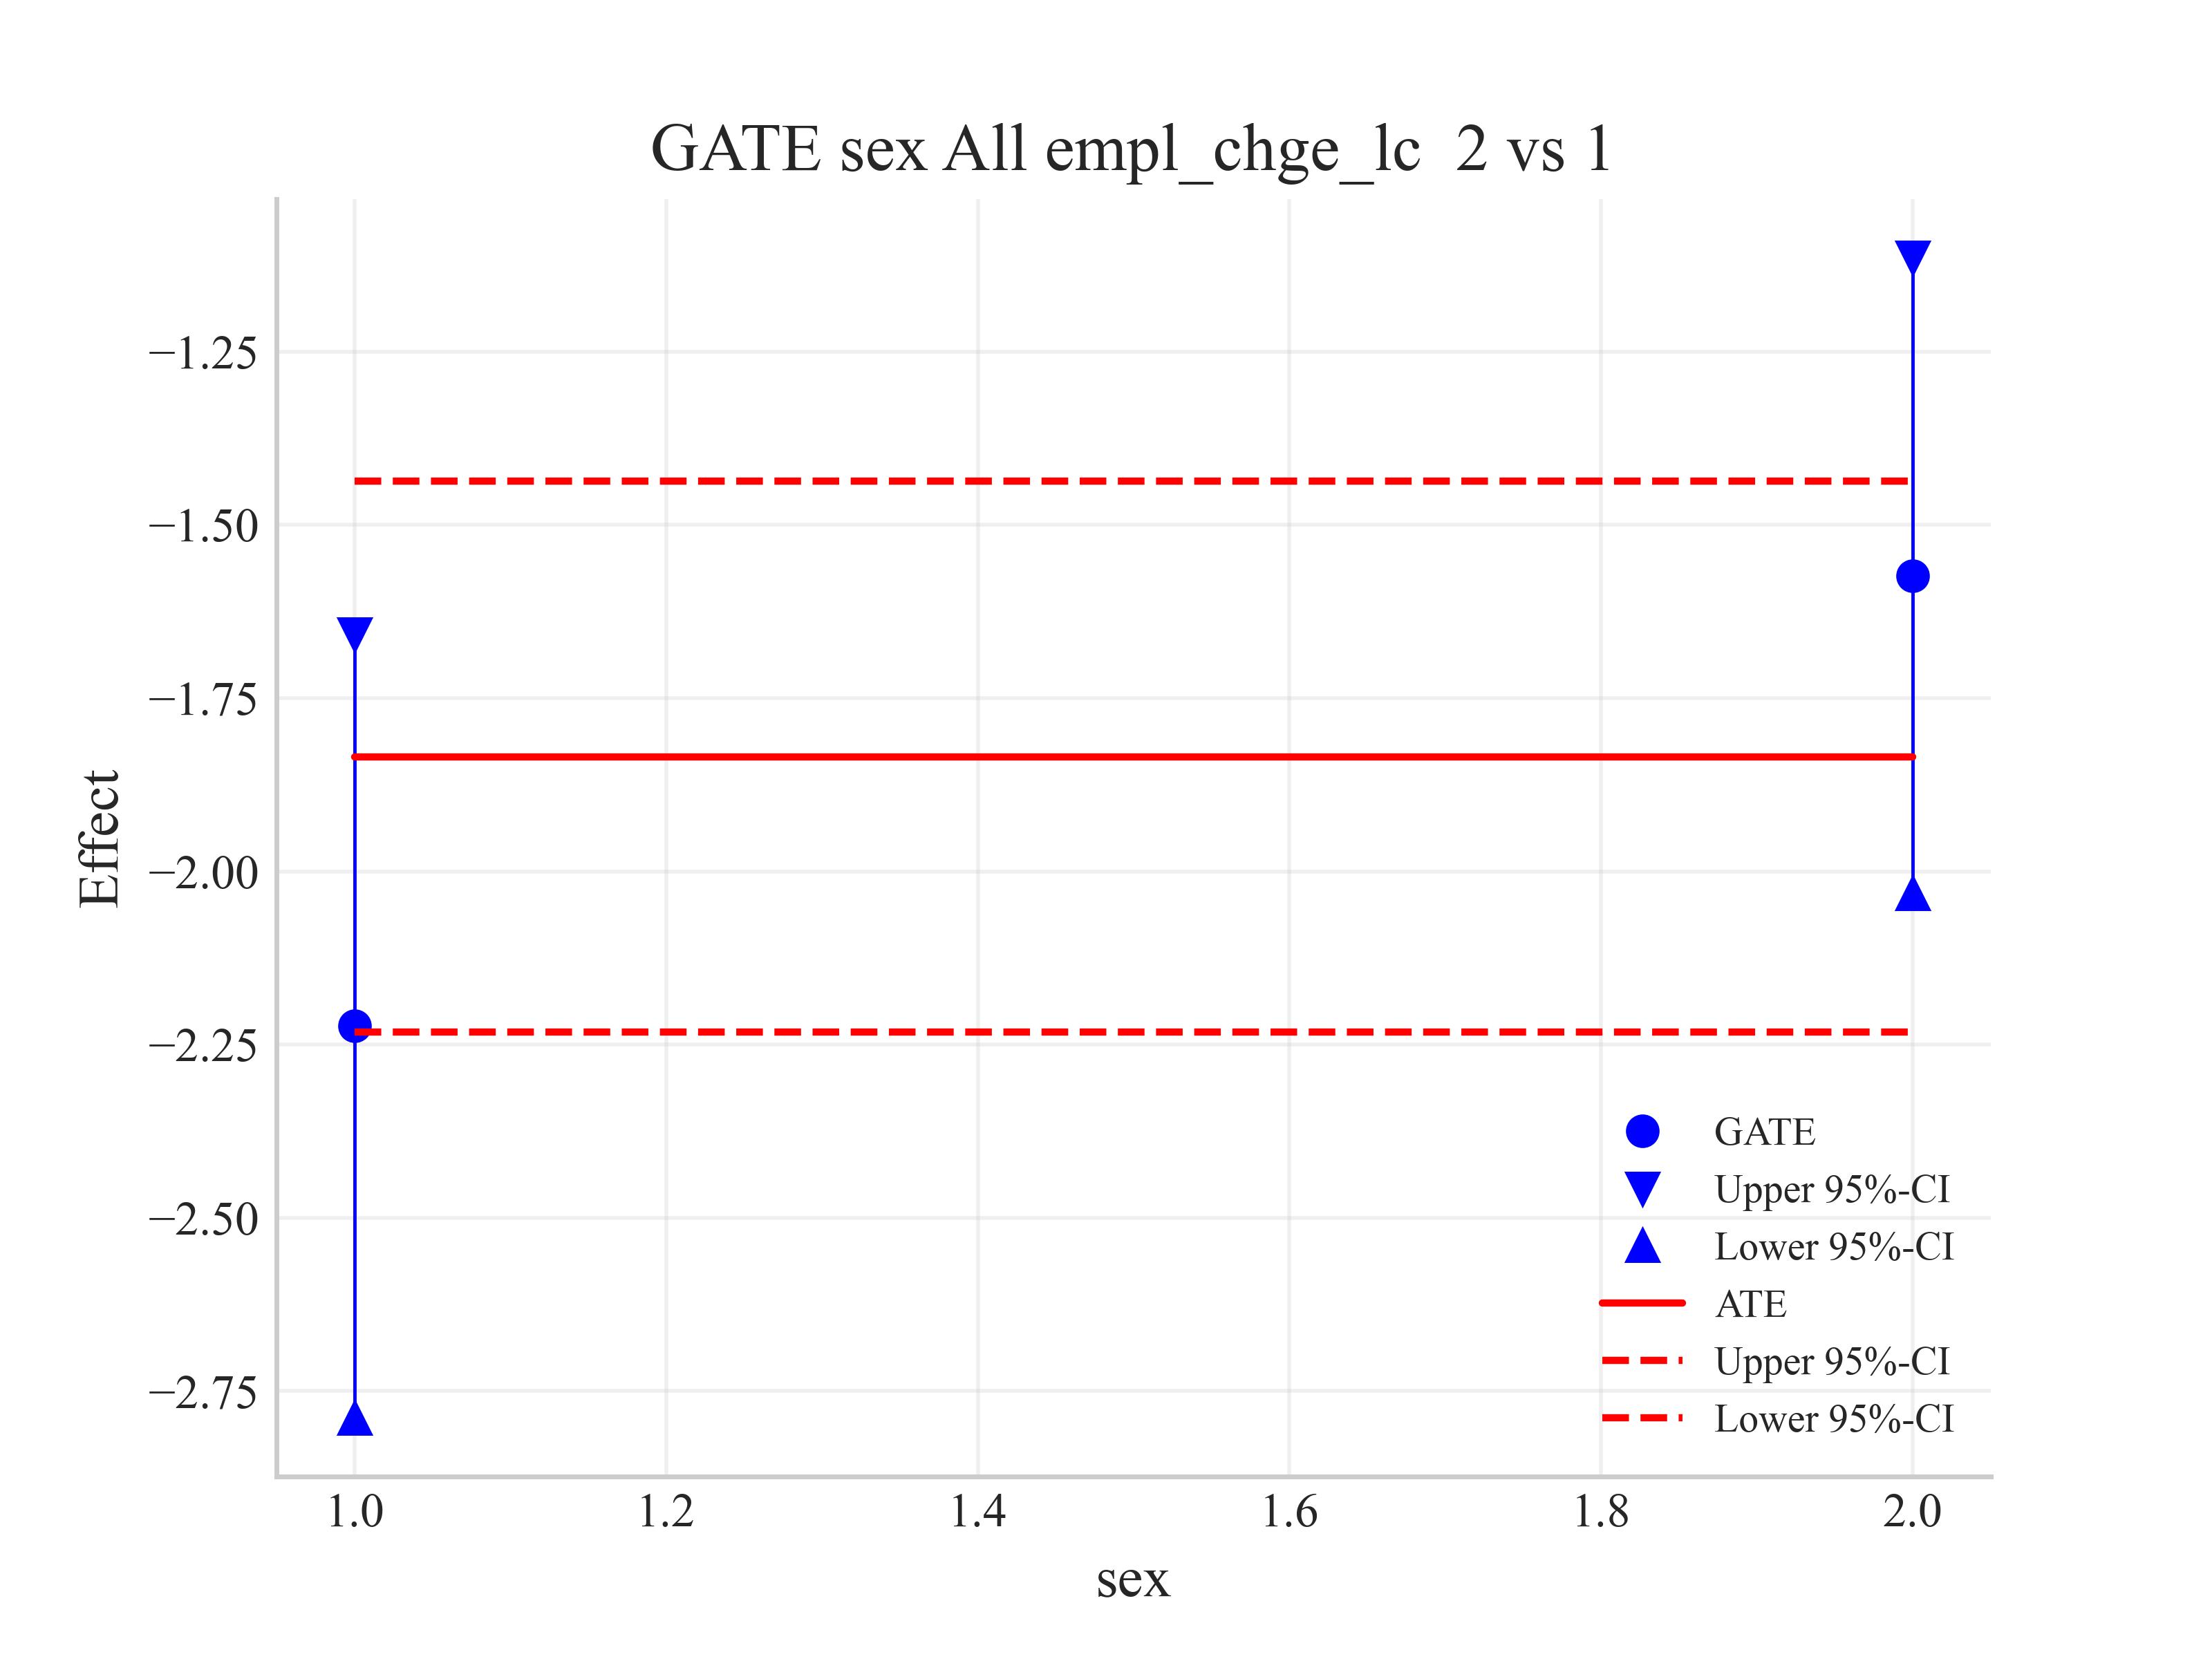 GATE sex All empl_chge_lc  2 vs 1
Effect
−1.25
−1.50
−1.75
−2.00
−2.25
−2.50
−2.75
GATE
Upper 95%-CI
Lower 95%-CI
ATE
Upper 95%-CI
Lower 95%-CI
1.0 1.2 1.4 1.6 1.8 2.0
sex